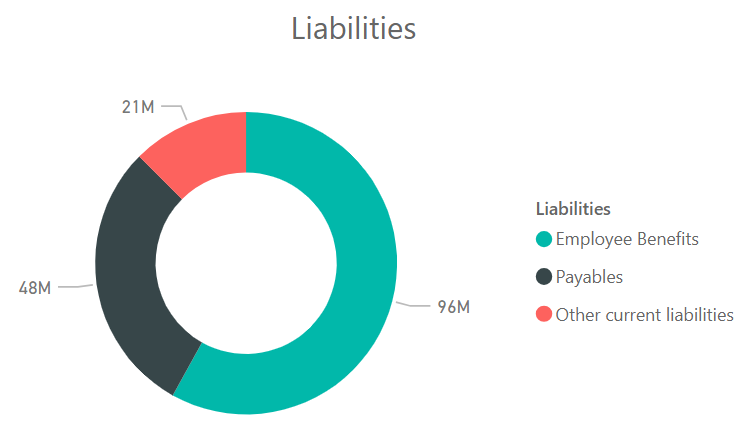 Liabilities
21M
48M
96M
Liabilities
Employee Benefits
Payables
Other current liabilities